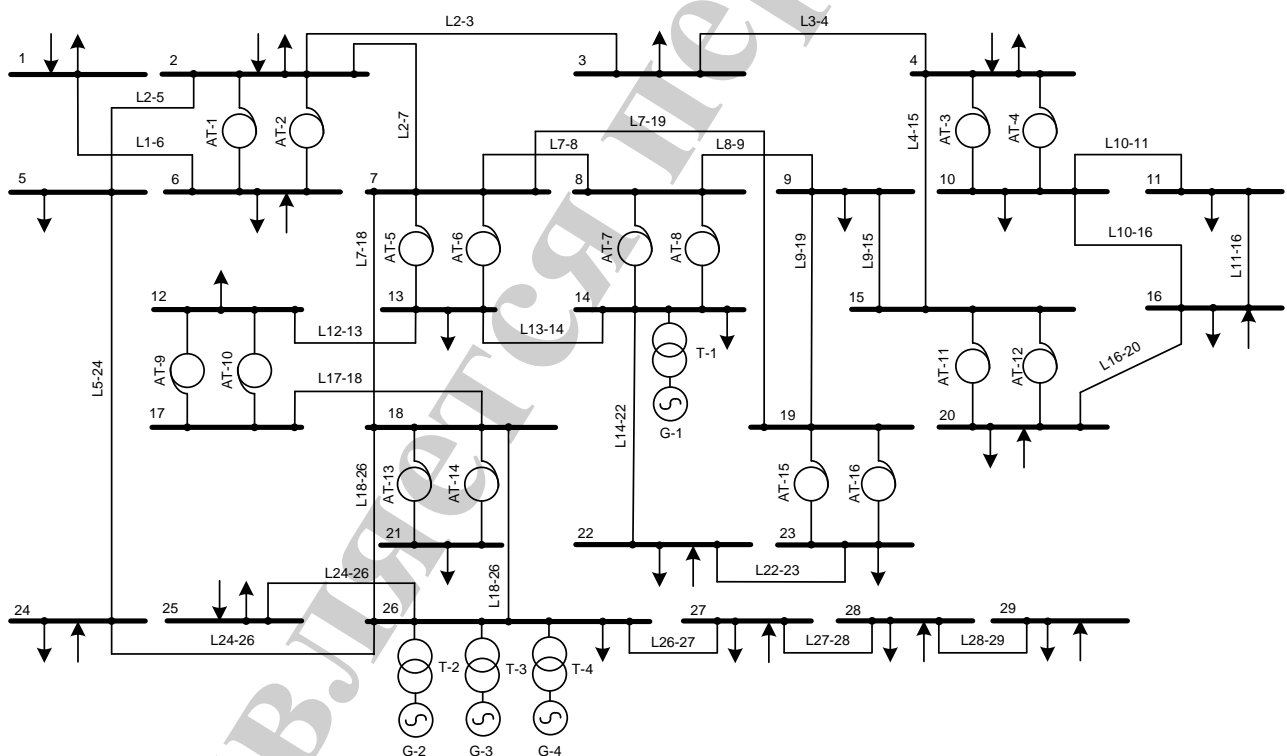 L2-3
L3-4
1
2
3
4
L2-5
AT-1
AT-2
L2-7
L7-19
L4-15
AT-3
AT-4
L1-6
L7-8
L8-9
L10-11
5
6
7
8
9
10
11
L7-18
AT-5
AT-6
AT-7
AT-8
L9-19
L9-15
L10-16
L11-16
12
13
14
15
16
L12-13
L13-14
T-1
L5-24
AT-9
AT-10
L17-18
L14-22
G-1
AT-11
AT-12
L16-20
17
18
19
20
L18-26
AT-13
AT-14
AT-15
AT-16
21
22
23
L24-26
L18-26
L22-23
24
25
26
27
28
29
L24-26
L26-27
L27-28
L28-29
T-2
T-3
T-4
G-2
G-3
G-4
вляется пе